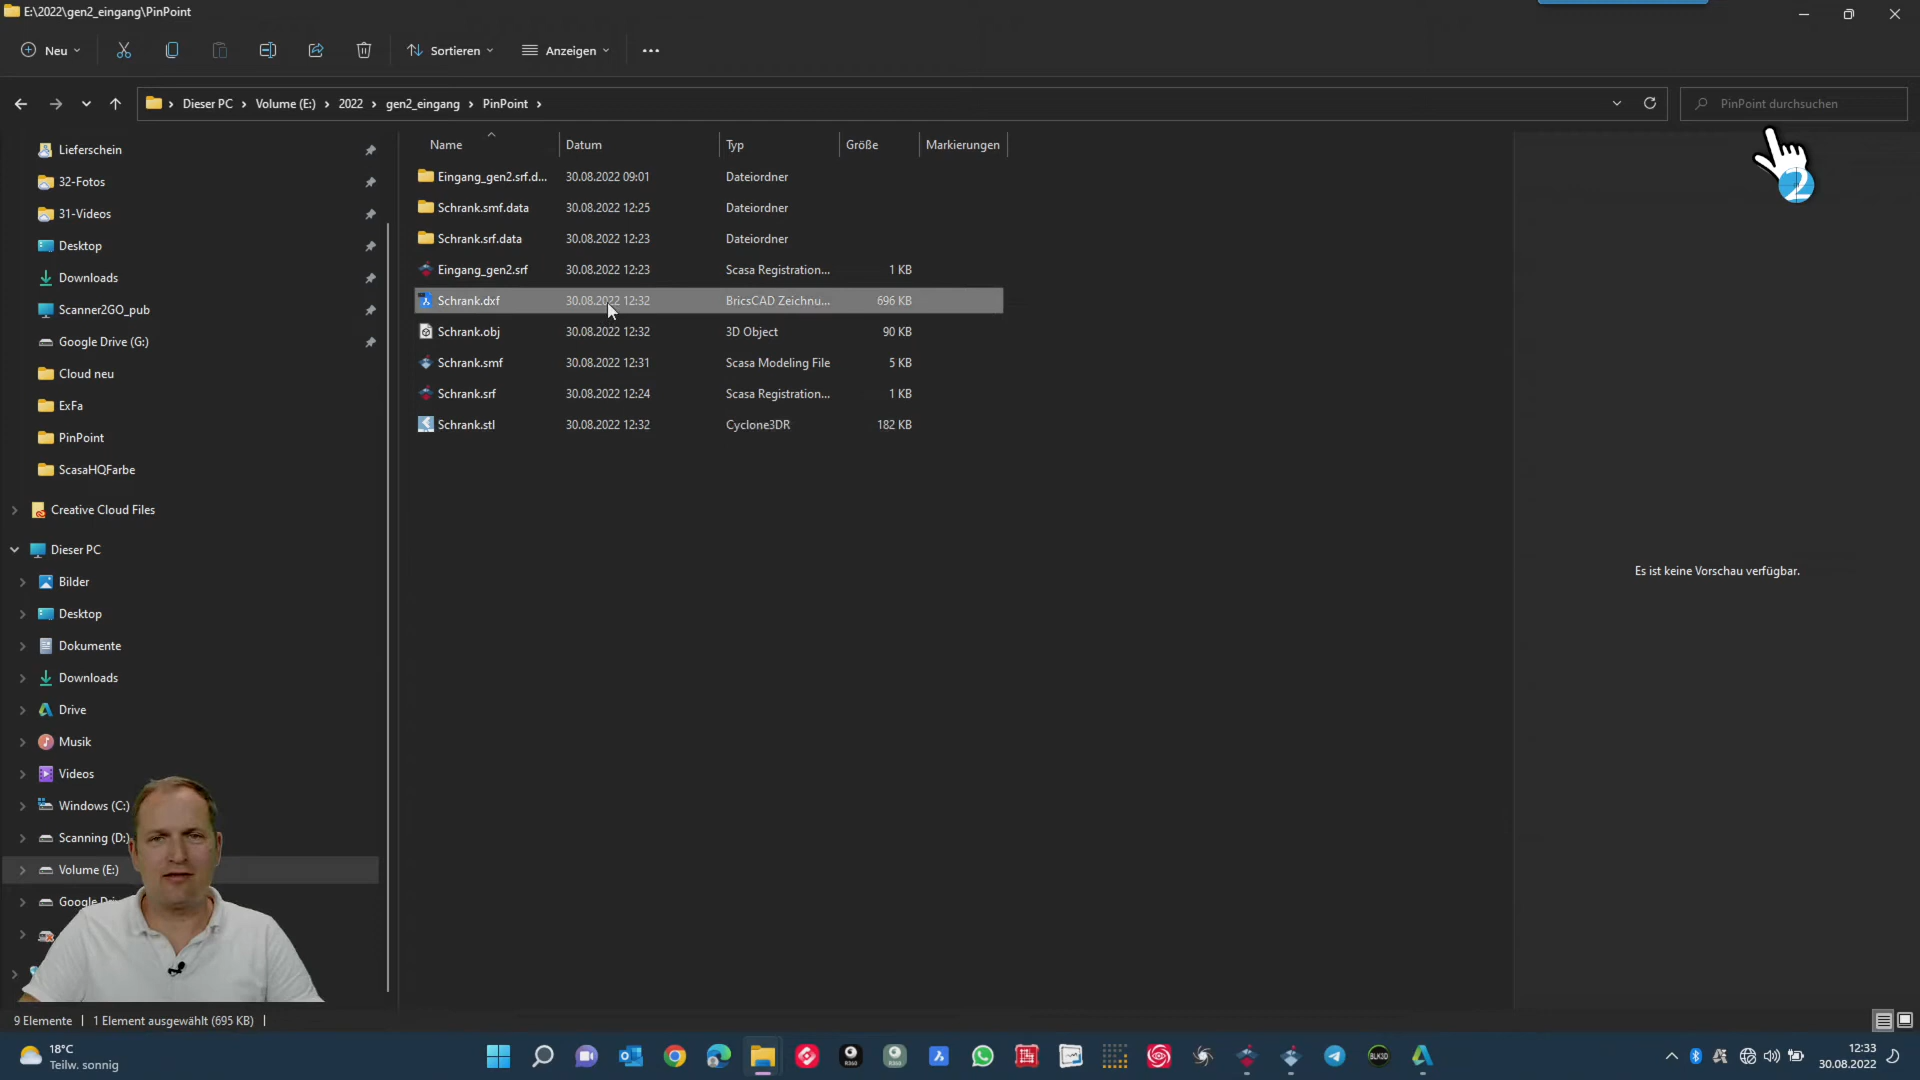 E:\2022\gen2_eingang\PinPoint
Neu
Sortieren
Anzeigen
Dieser PC > Volume (E:) > 2022 > gen2_eingang > PinPoint >
PinPoint durchsuchen
Lieferschein
32-Fotos
31-Videos
Desktop
Downloads
Scanner2GO_pub
Google Drive (G:)
Cloud neu
ExFa
PinPoint
ScasaHQFarbe
Creative Cloud Files
Dieser PC
Bilder
Desktop
Dokumente
Downloads
Drive
Musik
Videos
Windows (C:)
Scanning (D:)
Volume (E:)
Google
Name Datum Typ Größe Markierungen
Eingang_gen2.srf.d... 30.08.2022 09:01 Dateiordner
Schrank.smf.data 30.08.2022 12:25 Dateiordner
Schrank.srf.data 30.08.2022 12:23 Dateiordner
Eingang_gen2.srf 30.08.2022 12:23 Scasa Registration... 1 KB
Schrank.dxf 30.08.2022 12:32 BricsCAD Zeichnu... 696 KB
Schrank.obj 30.08.2022 12:32 3D Object 90 KB
Schrank.smf 30.08.2022 12:31 Scasa Modeling File 5 KB
Schrank.srf 30.08.2022 12:24 Scasa Registration... 1 KB
Schrank.stl 30.08.2022 12:32 Cyclone3DR 182 KB
2
Es ist keine Vorschau verfügbar.
9 Elemente | 1 Element ausgewählt (695 KB) |
18°C
Teilw. sonnig
BLK3D
12:33
30.08.2022